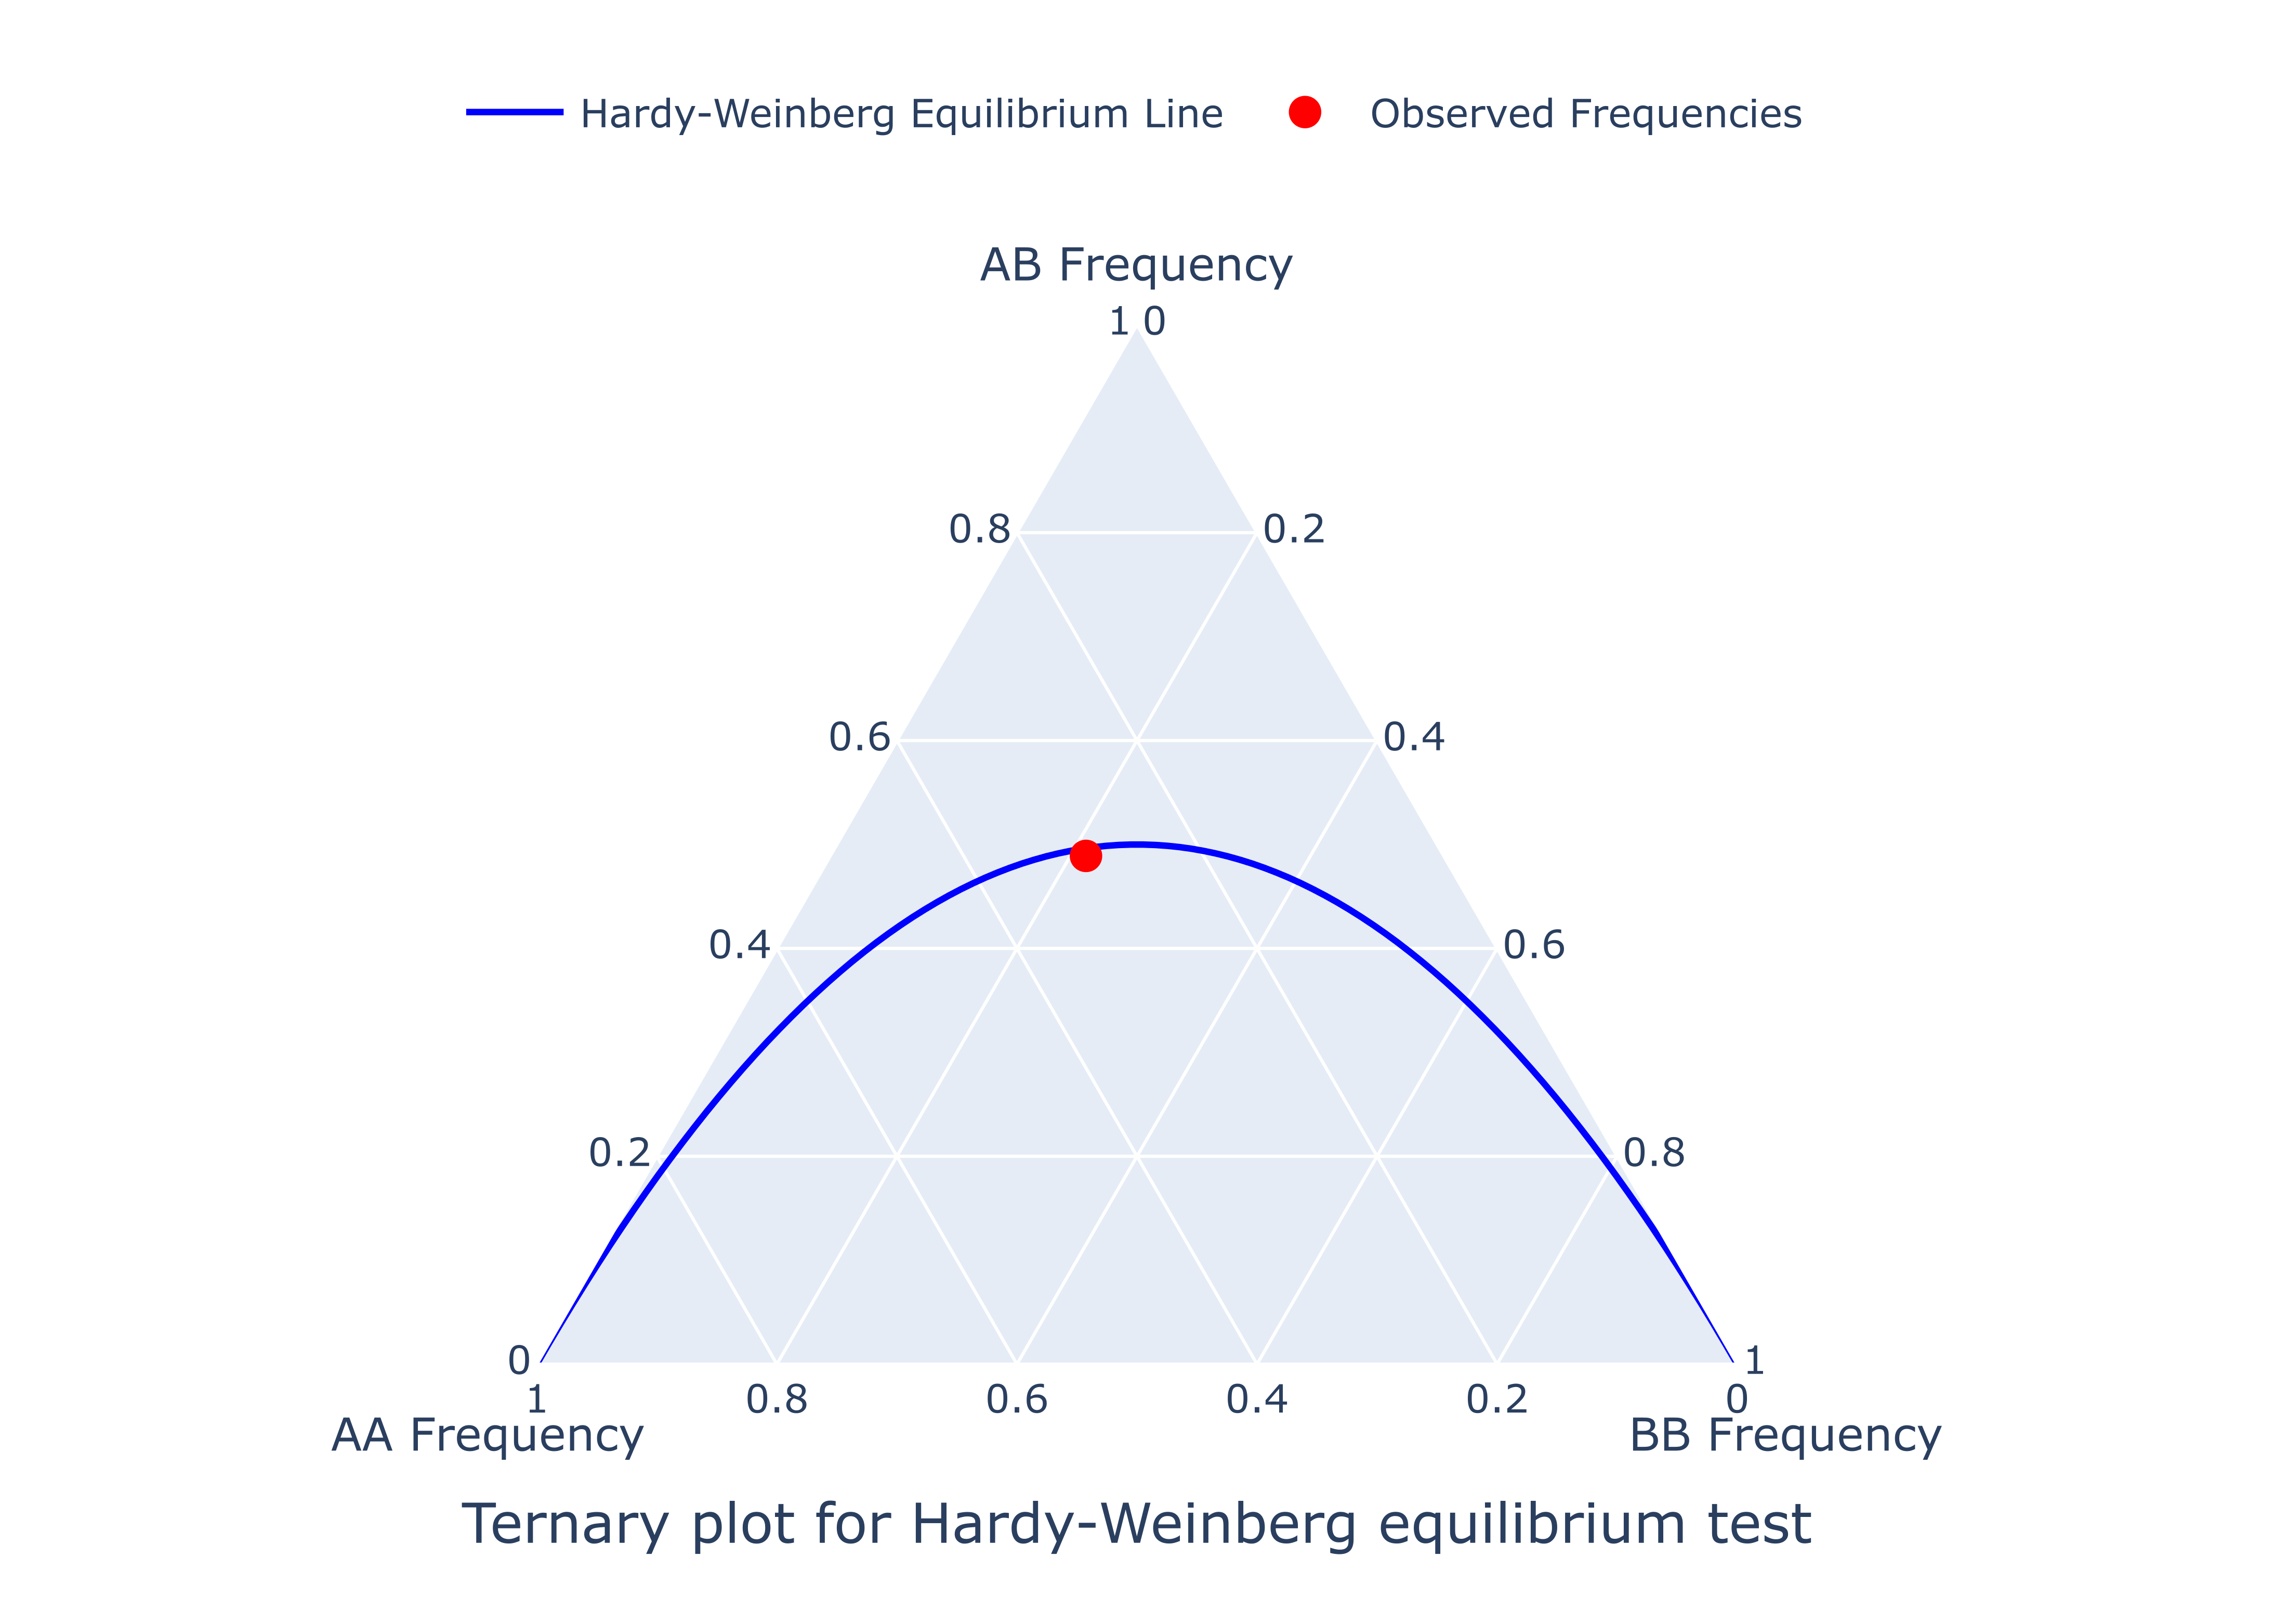 Hardy-Weinberg Equilibrium Line Observed Frequencies
AB Frequency
1 0
0.8 0.2
0.6 0.4
0.4 0.6
0.2 0.8
0 1
1 0.8 0.6 0.4 0.2 0
AA Frequency BB Frequency
Ternary plot for Hardy-Weinberg equilibrium test